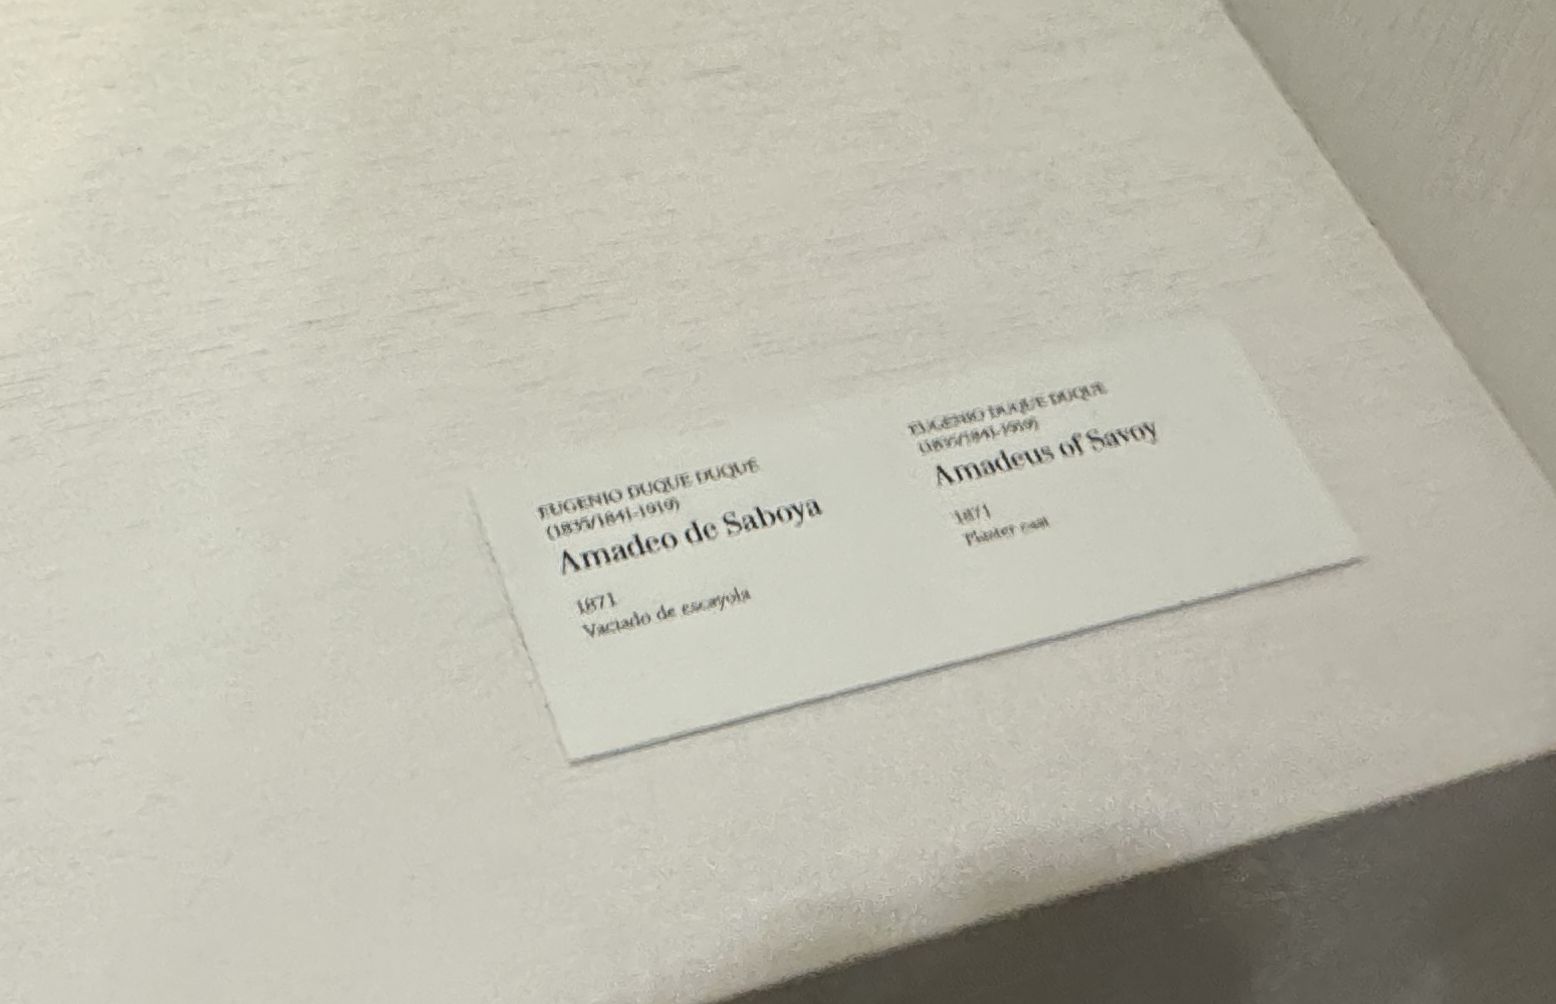 EUGENIO DUQUE DUQUE
(1835/1841-1919)
Amadeo de Saboya
1871
Vaciado de escayola
EUGENIO DUQUE DUQUE
(1835/1841-1919)
Amadeus of Savoy
1871
Plaster cast